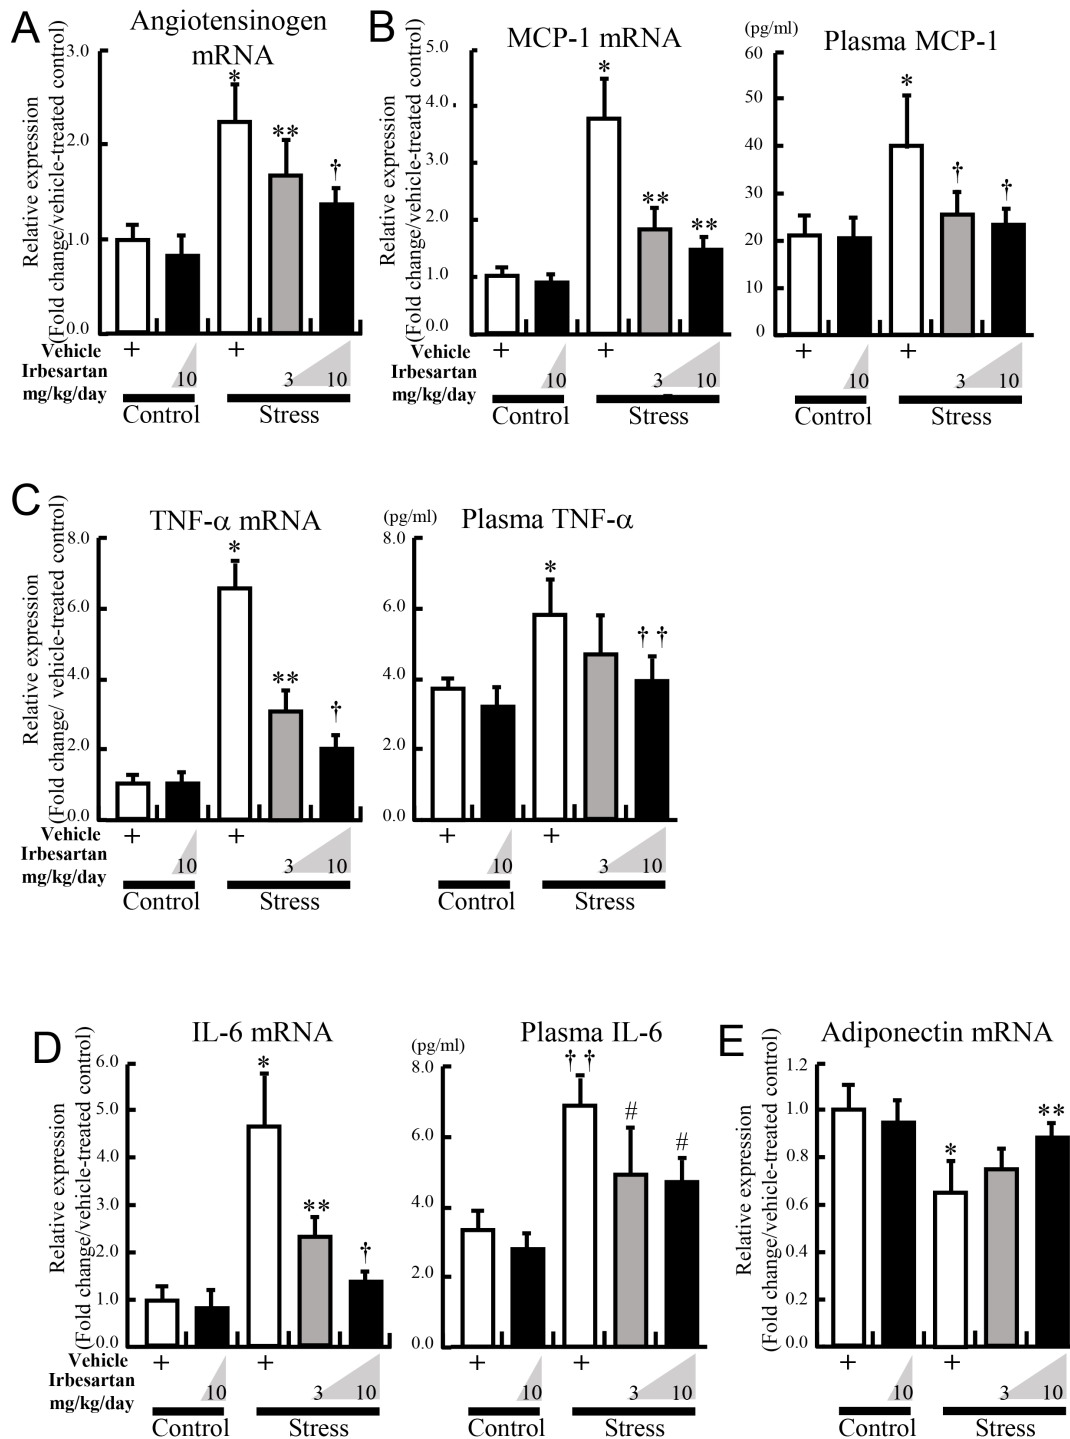 A
Angiotensinogen
mRNA
Relative expression
(Fold change/vehicle-treated control)
3.0
2.0
1.0
0.0
*
**
†
Vehicle
+
+
Irbesartan
mg/kg/day
10
3
10
Control
Stress
B
MCP-1 mRNA
Relative expression
(Fold change/vehicle-treated control)
5.0
4.0
3.0
2.0
1.0
0.0
*
**
**
Vehicle
+
+
Irbesartan
mg/kg/day
10
3
10
Control
Stress
Plasma MCP-1
(pg/ml)
60
50
40
30
20
10
0
*
†
†
+
+
10
3
10
Control
Stress
C
TNF-α mRNA
Relative expression
(Fold change/ vehicle-treated control)
8.0
6.0
4.0
2.0
0.0
*
**
†
Vehicle
+
+
Irbesartan
mg/kg/day
10
3
10
Control
Stress
Plasma TNF-α
(pg/ml)
8.0
6.0
4.0
2.0
0.0
*
† †
+
+
10
3
10
Control
Stress
D
IL-6 mRNA
Relative expression
(Fold change/vehicle-treated control)
6.0
5.0
4.0
3.0
2.0
1.0
0.0
*
**
†
Vehicle
+
+
Irbesartan
mg/kg/day
10
3
10
Control
Stress
Plasma IL-6
(pg/ml)
8.0
6.0
4.0
2.0
0.0
† †
#
#
+
+
10
3
10
Control
Stress
E
Adiponectin mRNA
Relative expression
(Fold change/vehicle-treated control)
1.2
1.0
0.8
0.6
0.4
0.2
0.0
*
**
+
+
10
3
10
Control
Stress